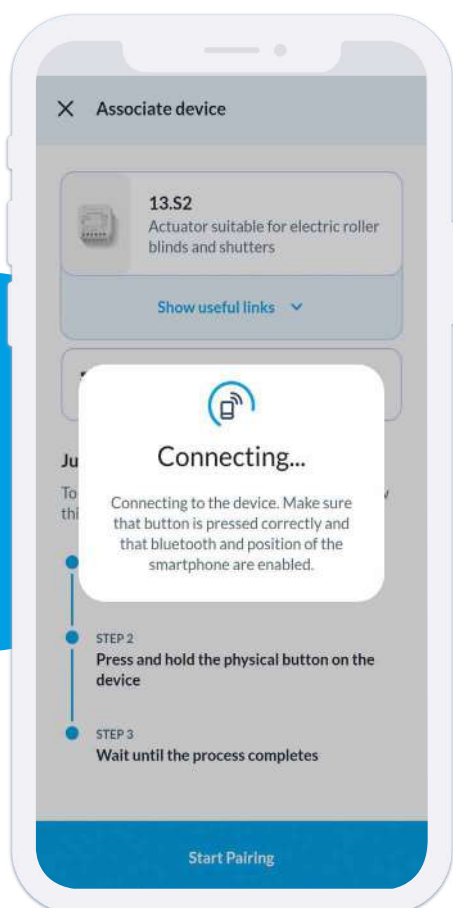 Associate device
13.S2
Actuator suitable for electric roller
blinds and shutters
Show useful links
Connecting...
Connecting to the device. Make sure
that button is pressed correctly and
that bluetooth and position of the
smartphone are enabled.
Ju
To
thi
STEP 2
Press and hold the physical button on the
device
STEP 3
Wait until the process completes
Start Pairing